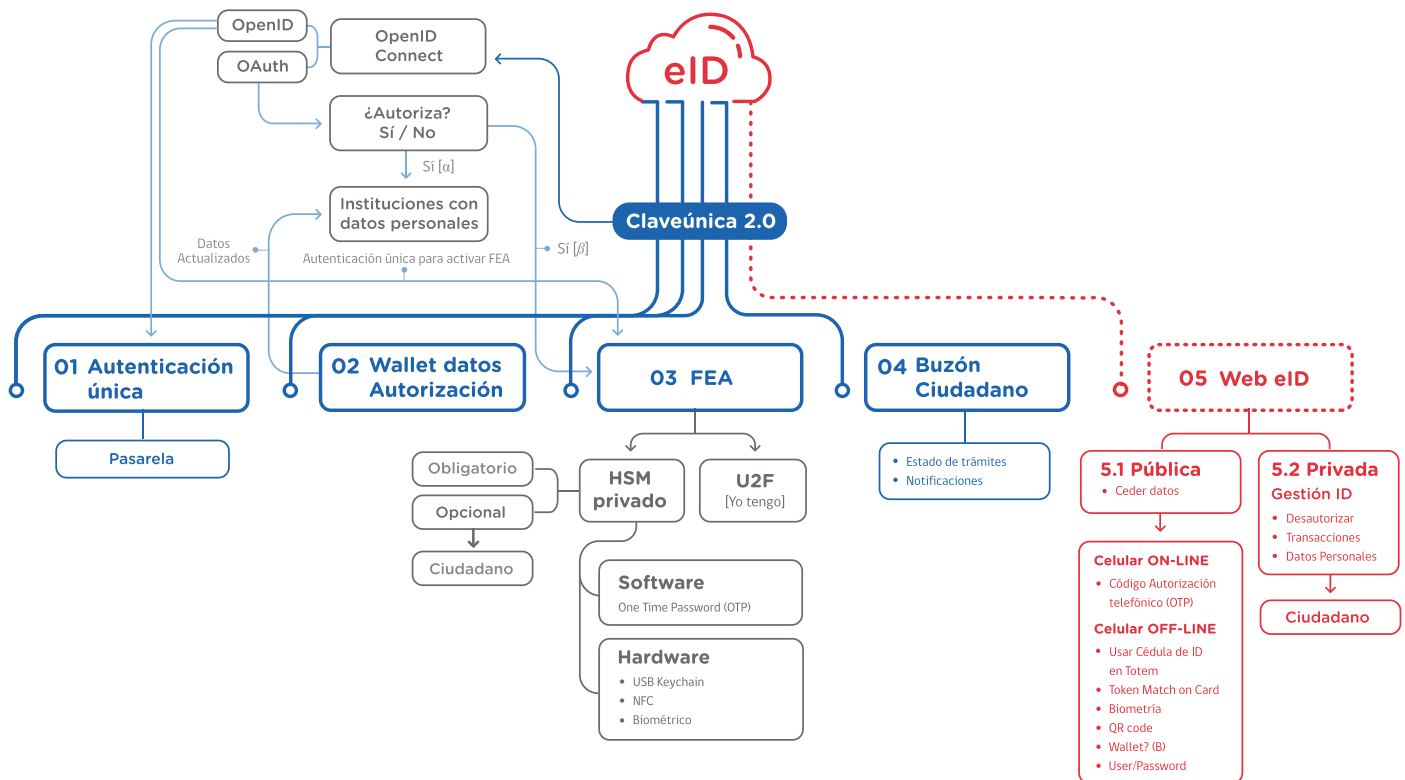 OpenID
OAuth
OpenID
Connect
eID
¿Autoriza?
Sí / No
Sí [α]
Instituciones con
datos personales
Claveúnica 2.0
Datos
Actualizados
Autenticación única para activar FEA
Sí [β]
01 Autenticación
única
Pasarela
02 Wallet datos
Autorización
03 FEA
Obligatorio
Opcional
Ciudadano
HSM
privado
U2F
[Yo tengo]
Software
One Time Password (OTP)
Hardware
• USB Keychain
• NFC
• Biométrico
04 Buzón
Ciudadano
• Estado de trámites
• Notificaciones
05 Web eID
5.1 Pública
• Ceder datos
Celular ON-LINE
• Código Autorización
telefónico (OTP)
Celular OFF-LINE
• Usar Cédula de ID
en Totem
• Token Match on Card
• Biometría
• QR code
• Wallet? (B)
• User/Password
5.2 Privada
Gestión ID
• Desautorizar
• Transacciones
• Datos Personales
Ciudadano